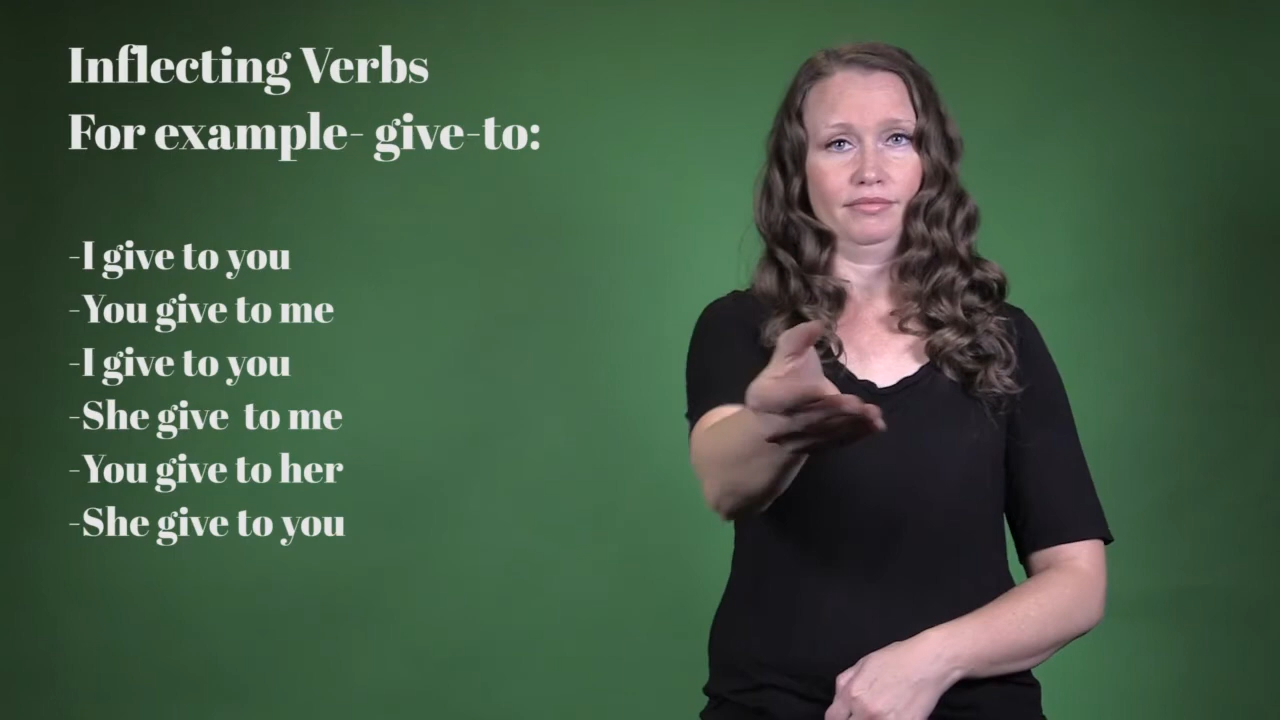 Inflecting Verbs
For example- give-to:
-I give to you
-You give to me
-I give to you
-She give  to me
-You give to her
-She give to you